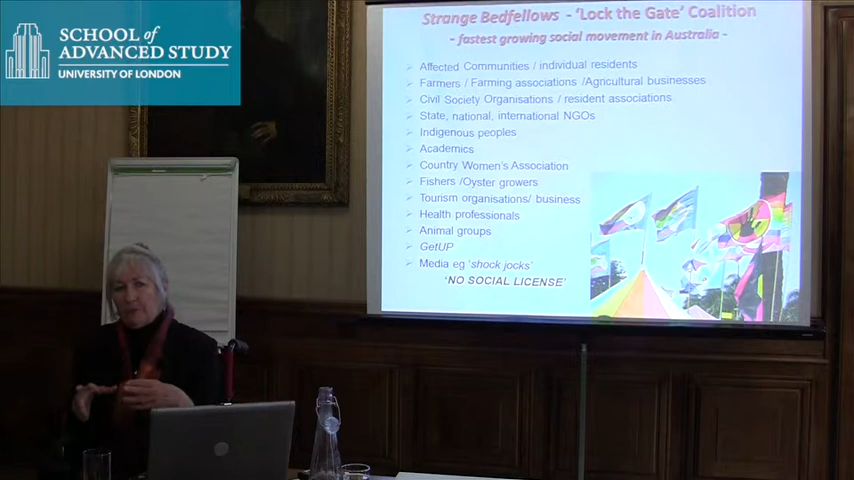 SCHOOL of
ADVANCED STUDY
UNIVERSITY OF LONDON
Strange Bedfellows - 'Lock the Gate' Coalition
- fastest growing social movement in Australia -
Affected Communities / individual residents
Farmers / Farming associations /Agricultural businesses
Civil Society Organisations / resident associations
State, national, international NGOs
Indigenous peoples
Academics
Country Women's Association
Fishers /Oyster growers
Tourism organisations/ business
Health professionals
Animal groups
GetUP
Media eg 'shock jocks'
'NO SOCIAL LICENSE'